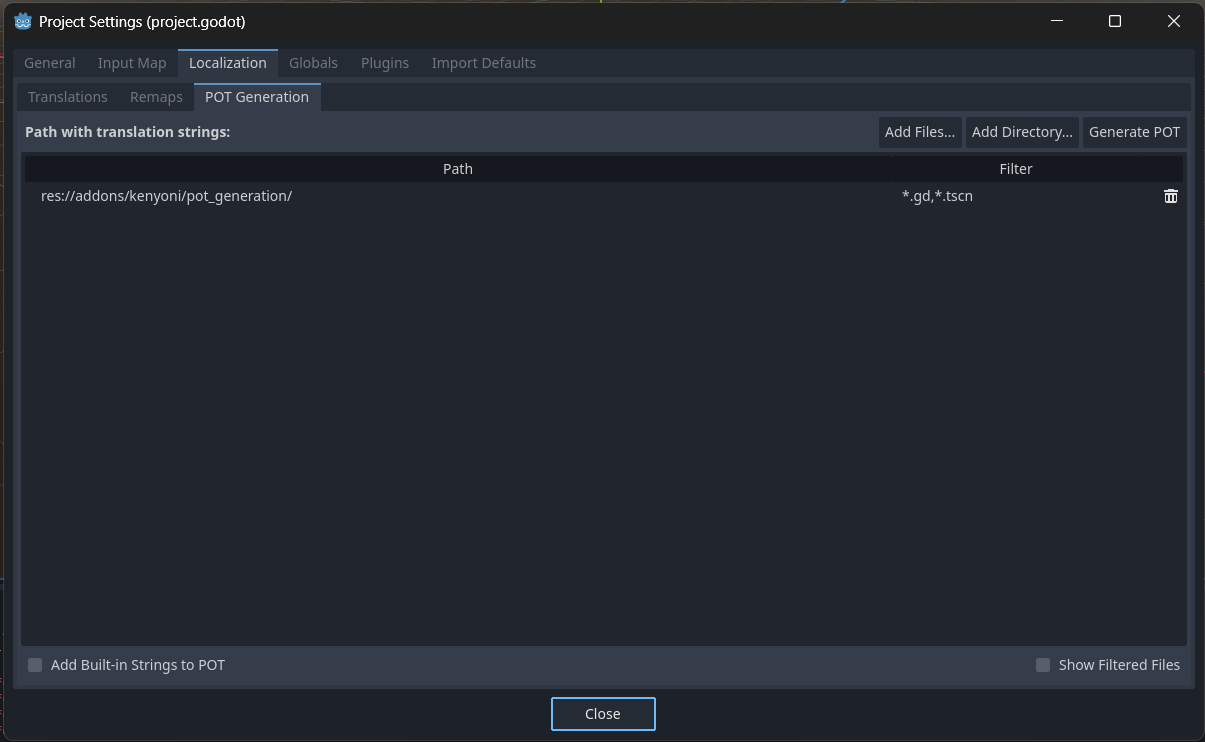 Project Settings (project.godot)
General Input Map Localization Globals Plugins Import Defaults
Translations Remaps POT Generation
Path with translation strings: Add Files... Add Directory... Generate POT
Path Filter
res://addons/kenyoni/pot_generation/ *.gd,*.tscn
Add Built-in Strings to POT Show Filtered Files
Close